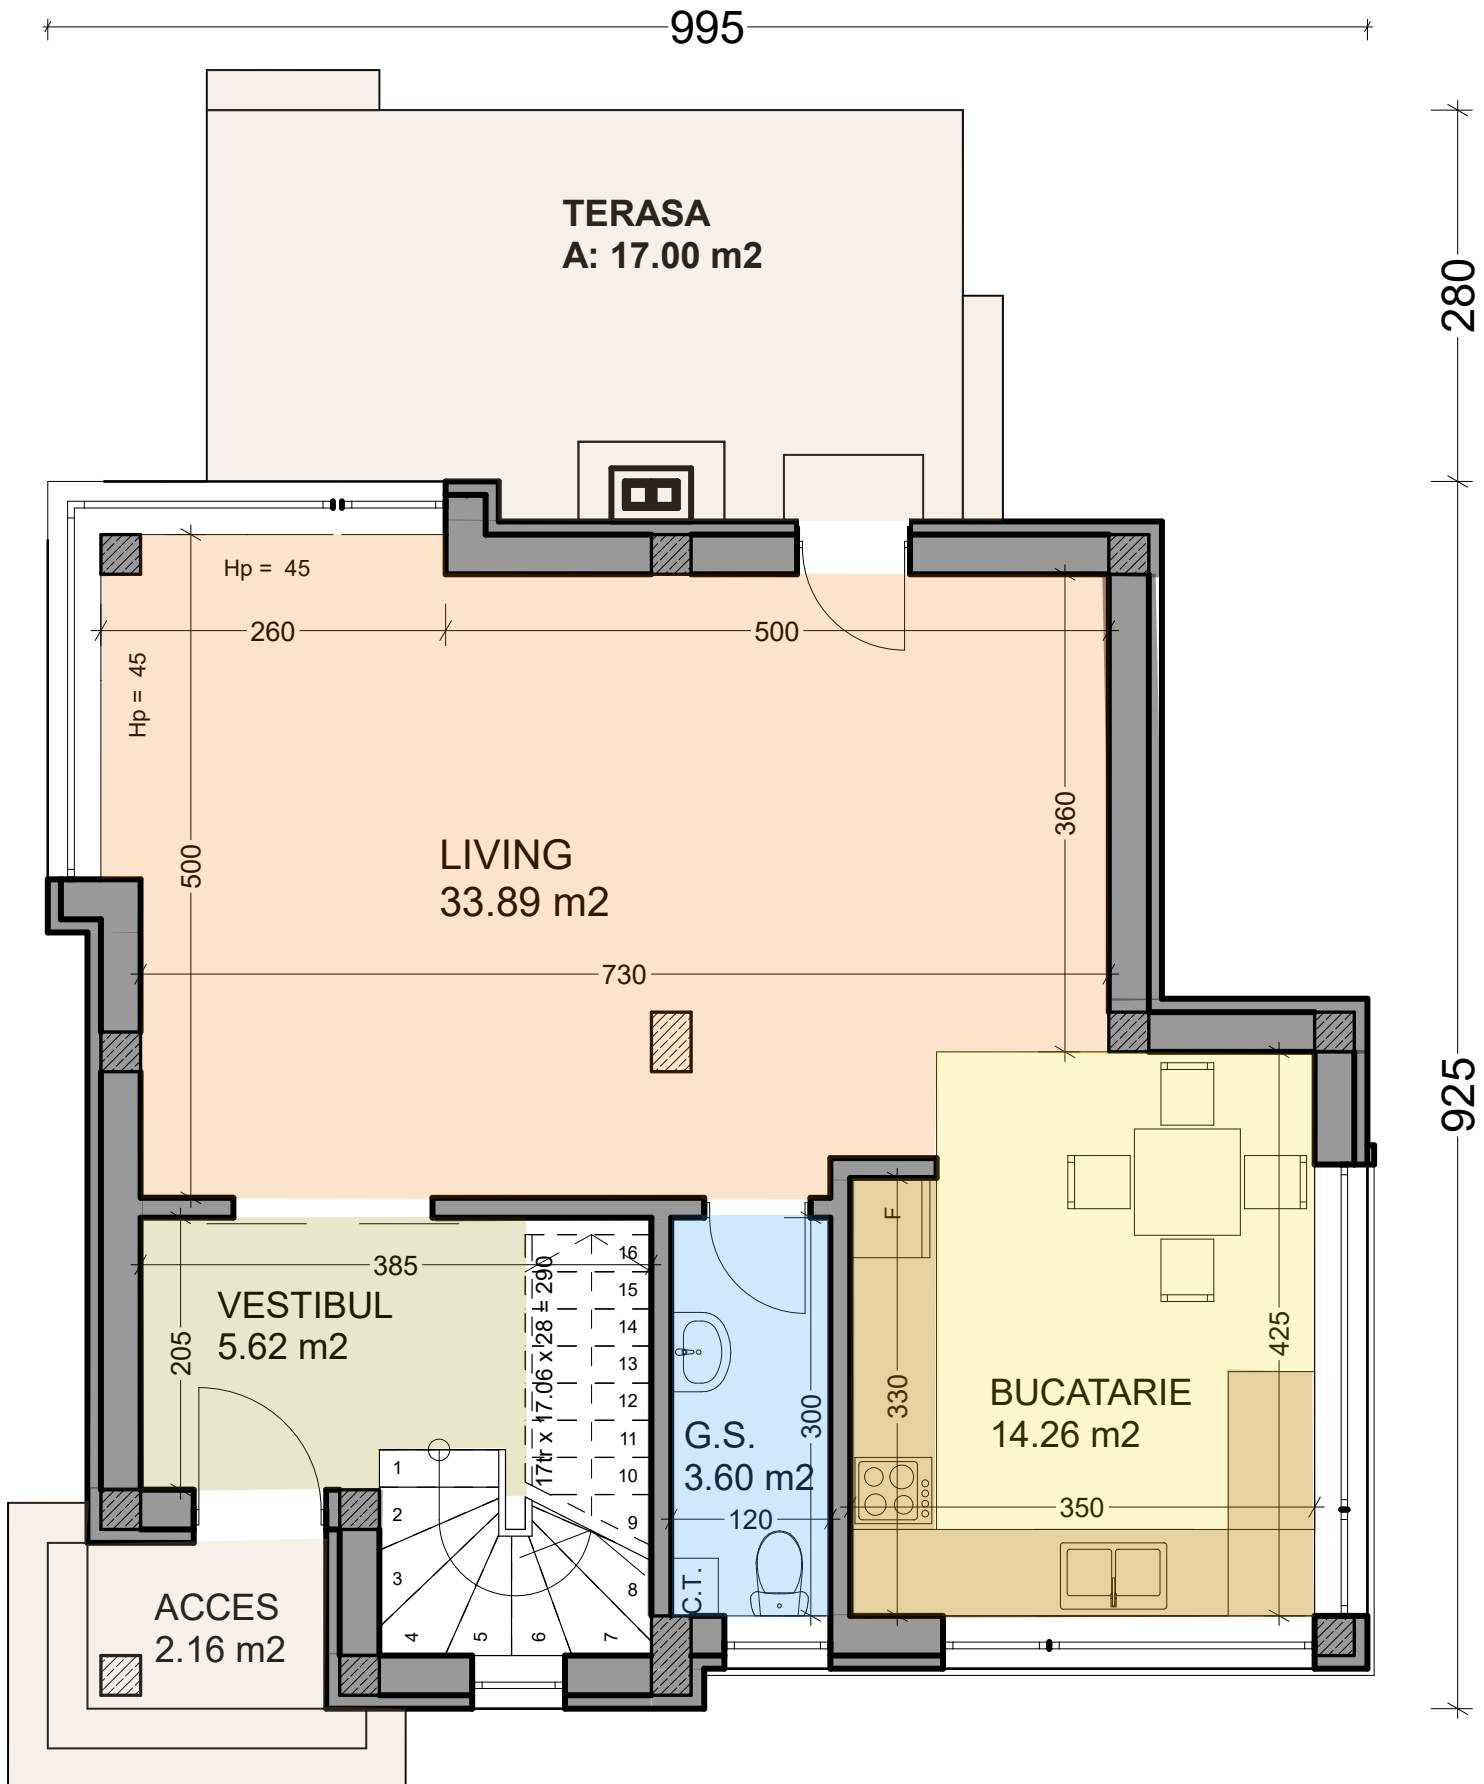 995
TERASA
A: 17.00 m2
280
Hp = 45
260
500
Hp = 45
360
LIVING
33.89 m2
500
730
925
385
16
15
14
13
12
11
10
9
8
7
6
5
4
3
2
1
17tr x 17.06 x 28 = 290
VESTIBUL
5.62 m2
205
F
425
330
300
BUCATARIE
14.26 m2
G.S.
3.60 m2
120
350
C.T.
ACCES
2.16 m2